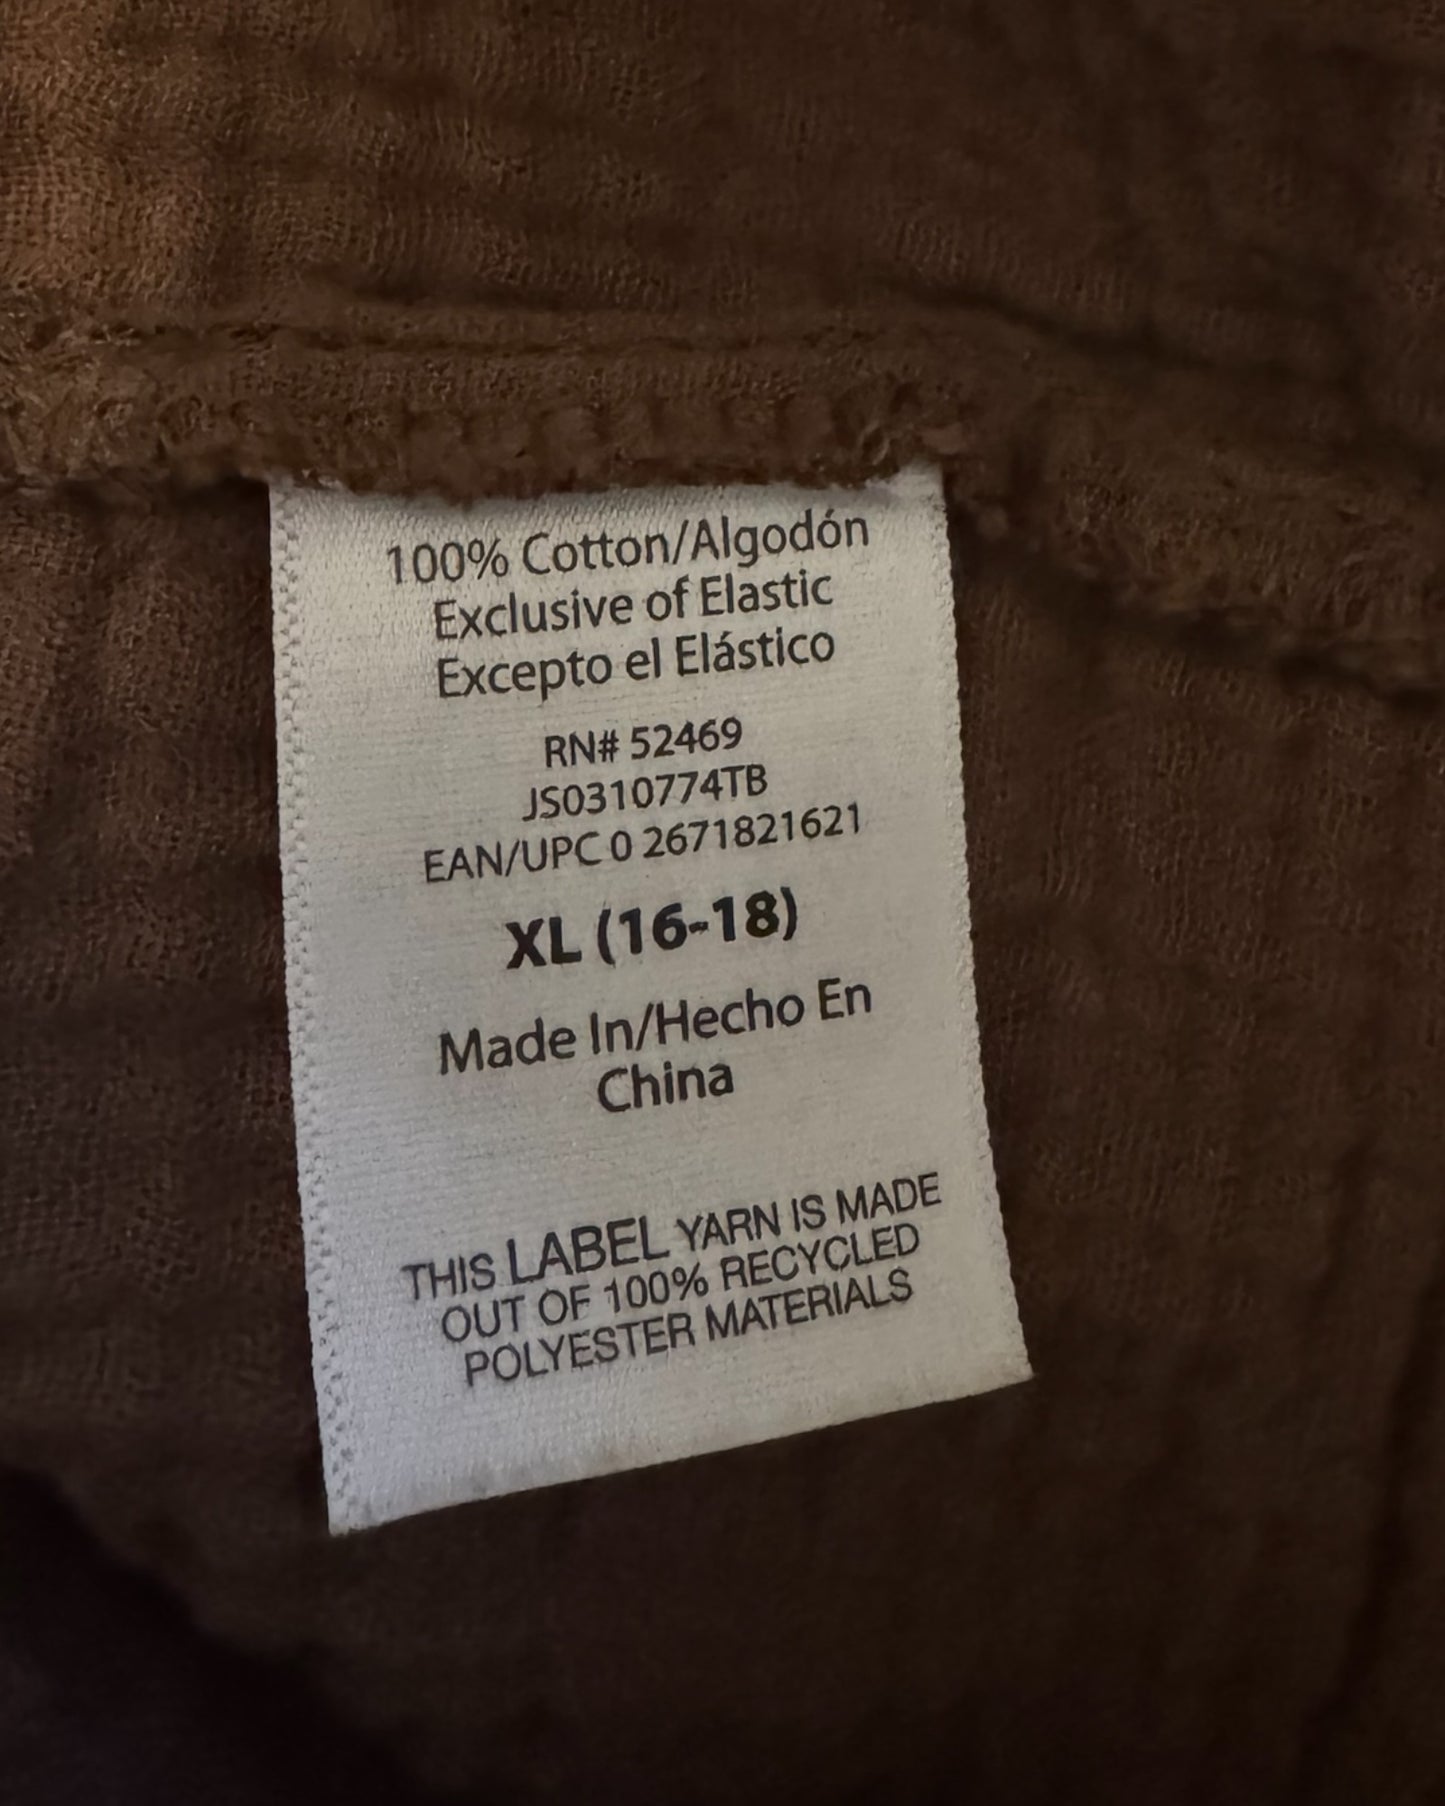 100% Cotton/Algodón
Exclusive of Elastic
Excepto el Elástico
RN# 52469
JS0310774TB
EAN/UPC 0 2671821621
XL (16-18)
Made In/Hecho En
China
THIS LABEL YARN IS MADE
OUT OF 100% RECYCLED
POLYESTER MATERIALS